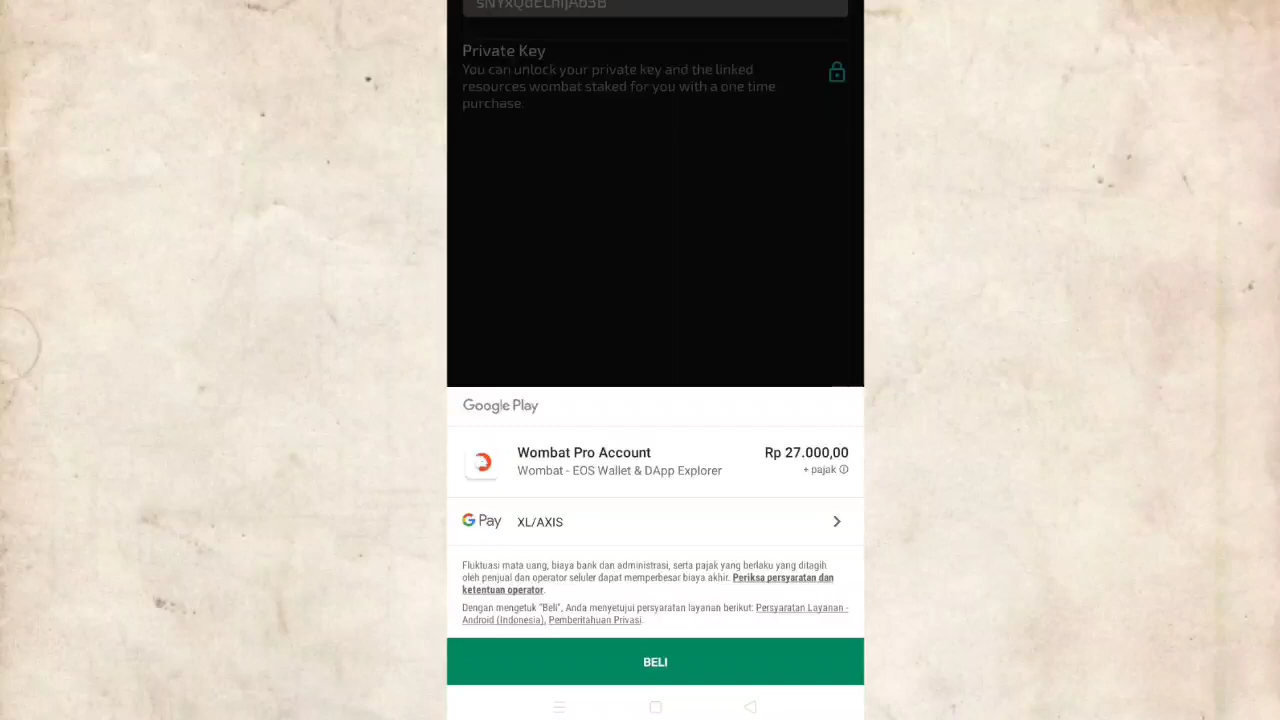 Private Key
You can unlock your private key and the linked
resources wombat staked for you with a one time
purchase.
Google Play
Wombat Pro Account
Rp 27.000,00
Wombat - EOS Wallet & DApp Explorer
+ pajak
G Pay XL/AXIS
Fluktuasi mata uang, biaya bank dan administrasi, serta pajak yang berlaku yang ditagih
oleh penjual dan operator seluler dapat memperbesar biaya akhir. Periksa persyaratan dan
ketentuan operator.
Dengan mengetuk "Beli", Anda menyetujui persyaratan layanan berikut: Persyaratan Layanan -
Android (Indonesia), Pemberitahuan Privasi.
BELI